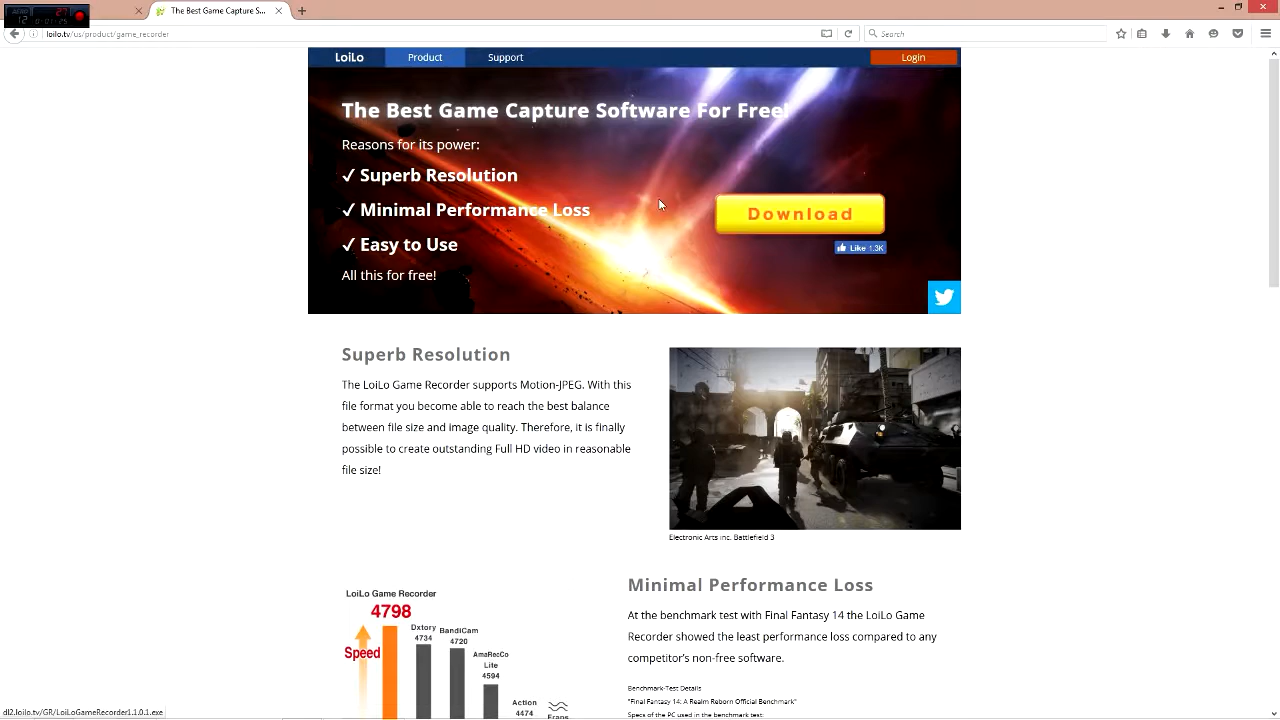 The Best Game Capture S...
27
12
0:01:25
loilo.tv/us/product/game_recorder
Search
LoiLo
Product
Support
Login
The Best Game Capture Software For Free!
Reasons for its power:
✓ Superb Resolution
✓ Minimal Performance Loss
✓ Easy to Use
All this for free!
Download
Like 1.3K
Superb Resolution
The LoiLo Game Recorder supports Motion-JPEG. With this
file format you become able to reach the best balance
between file size and image quality. Therefore, it is finally
possible to create outstanding Full HD video in reasonable
file size!
Electronic Arts inc. Battlefield 3
LoiLo Game Recorder
4798
Speed
Dxtory
4734
BandiCam
4720
AmaRecCo
Lite
4594
Action
4474
Fraps
Minimal Performance Loss
At the benchmark test with Final Fantasy 14 the LoiLo Game
Recorder showed the least performance loss compared to any
competitor's non-free software.
Benchmark-Test Details
"Final Fantasy 14: A Realm Reborn Official Benchmark"
Specs of the PC used in the benchmark test:
dl2.loilo.tv/GR/LoiLoGameRecorder1.1.0.1.exe